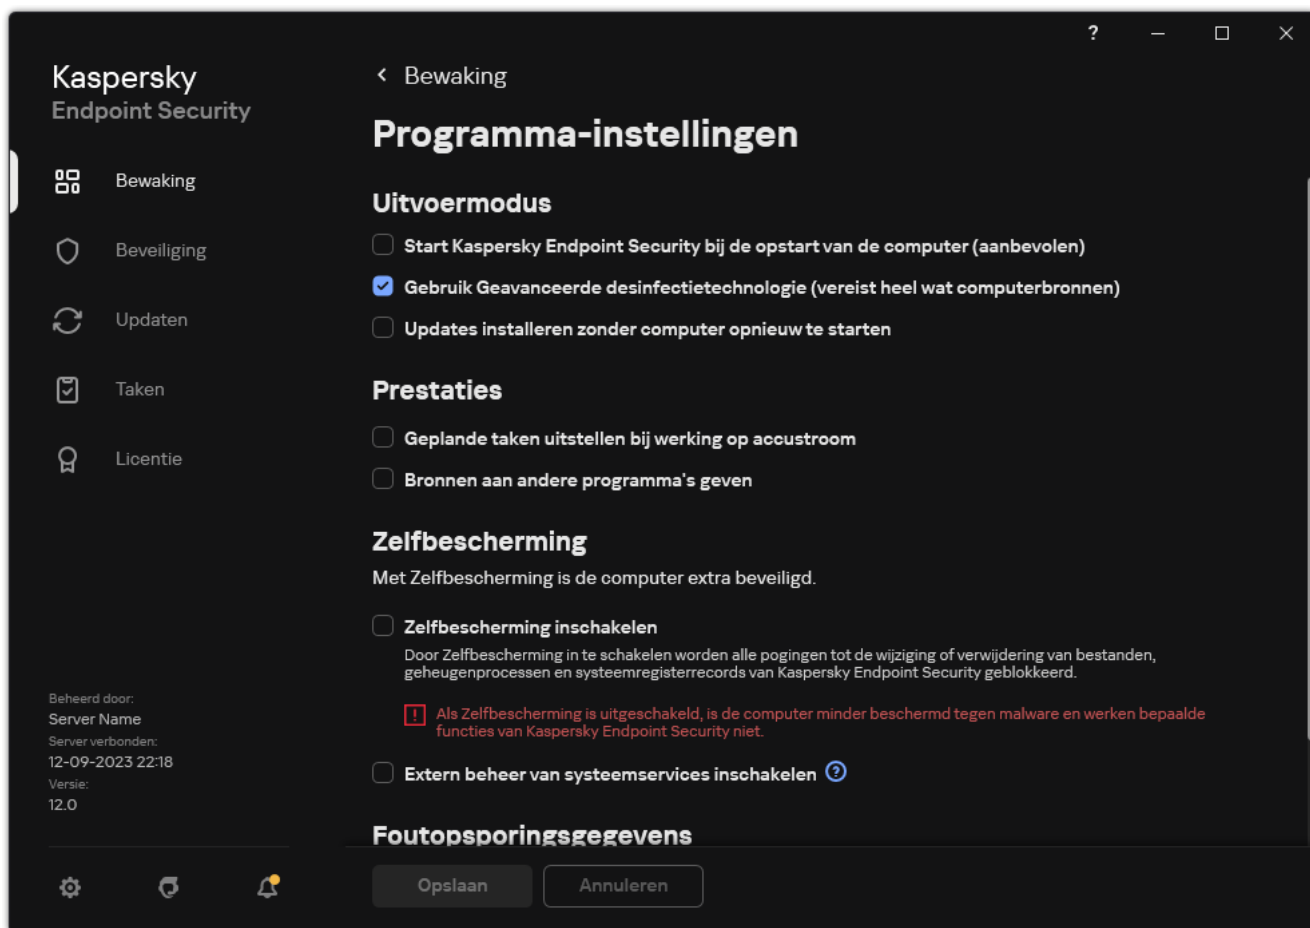 ?
Kaspersky
Endpoint Security
Bewaking
Beveiliging
Updaten
Taken
Licentie
Beheerd door:
Server Name
Server verbonden:
12-09-2023 22:18
Versie:
12.0
Bewaking
Programma-instellingen
Uitvoermodus
Start Kaspersky Endpoint Security bij de opstart van de computer (aanbevolen)
Gebruik Geavanceerde desinfectietechnologie (vereist heel wat computerbronnen)
Updates installeren zonder computer opnieuw te starten
Prestaties
Geplande taken uitstellen bij werking op accustroom
Bronnen aan andere programma's geven
Zelfbescherming
Met Zelfbescherming is de computer extra beveiligd.
Zelfbescherming inschakelen
Door Zelfbescherming in te schakelen worden alle pogingen tot de wijziging of verwijdering van bestanden,
geheugenprocessen en systeemregisterrecords van Kaspersky Endpoint Security geblokkeerd.
! Als Zelfbescherming is uitgeschakeld, is de computer minder beschermd tegen malware en werken bepaalde
functies van Kaspersky Endpoint Security niet.
Extern beheer van systeemservices inschakelen ?
Foutopsporingsgegevens
Opslaan
Annuleren